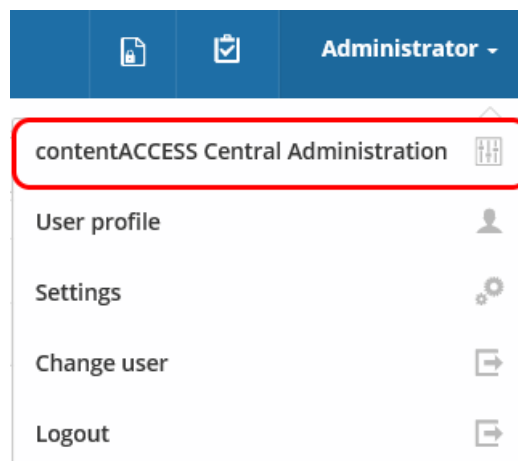 Administrator
contentACCESS Central Administration
User profile
Settings
Change user
Logout